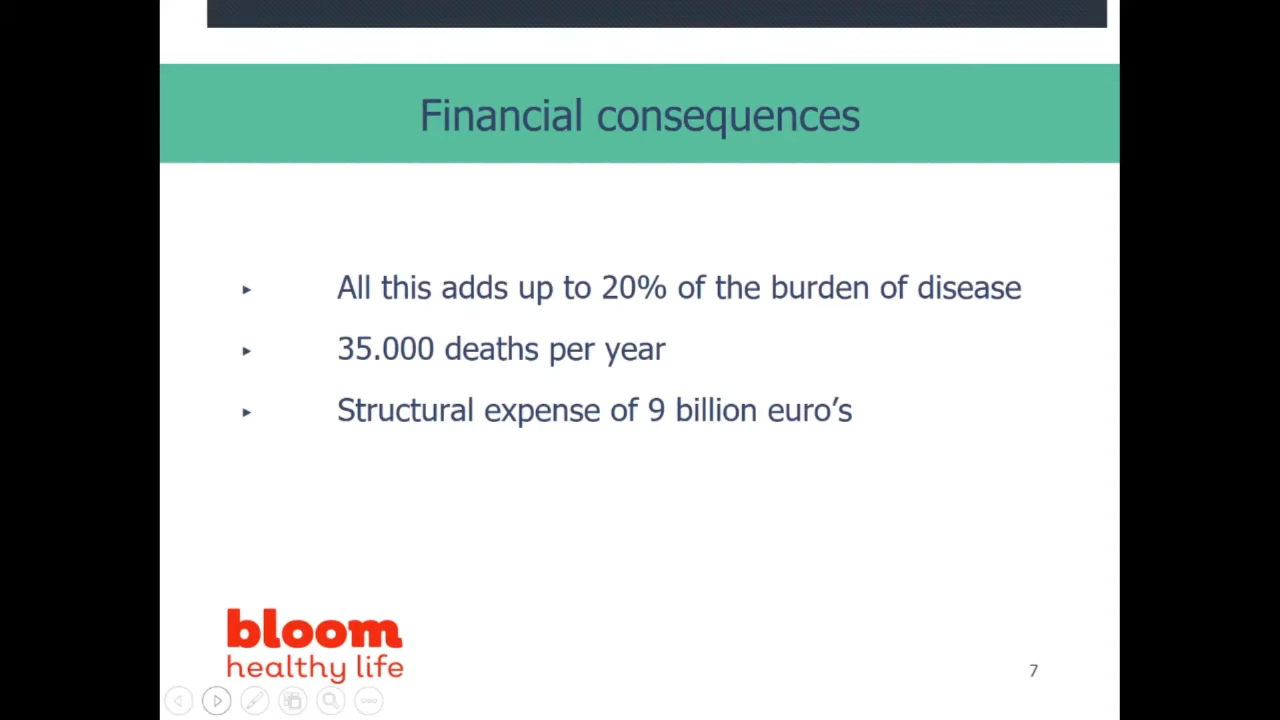 Financial consequences
All this adds up to 20% of the burden of disease
35.000 deaths per year
Structural expense of 9 billion euro’s
bloom
healthy life
7